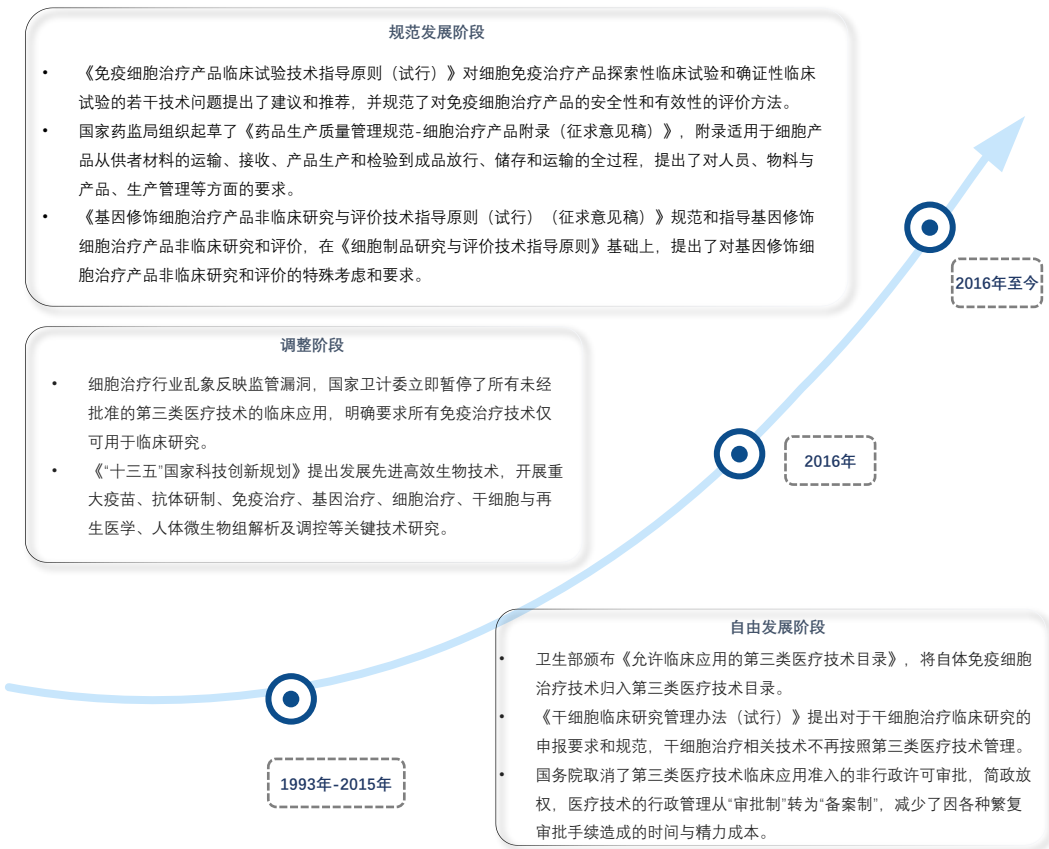 规范发展阶段
• 《免疫细胞治疗产品临床试验技术指导原则（试行）》对细胞免疫治疗产品探索性临床试验和确证性临床
试验的若干技术问题提出了建议和推荐，并规范了对免疫细胞治疗产品的安全性和有效性的评价方法。
• 国家药监局组织起草了《药品生产质量管理规范-细胞治疗产品附录（征求意见稿）》，附录适用于细胞产
品从供者材料的运输、接收、产品生产和检验到成品放行、储存和运输的全过程，提出了对人员、物料与
产品、生产管理等方面的要求。
• 《基因修饰细胞治疗产品非临床研究与评价技术指导原则（试行）（征求意见稿）》规范和指导基因修饰
细胞治疗产品非临床研究和评价，在《细胞制品研究与评价技术指导原则》基础上，提出了对基因修饰细
胞治疗产品非临床研究和评价的特殊考虑和要求。
2016年至今
调整阶段
• 细胞治疗行业乱象反映监管漏洞，国家卫计委立即暂停了所有未经
批准的第三类医疗技术的临床应用，明确要求所有免疫治疗技术仅
可用于临床研究。
• 《“十三五”国家科技创新规划》提出发展先进高效生物技术，开展重
大疫苗、抗体研制、免疫治疗、基因治疗、细胞治疗、干细胞与再
生医学、人体微生物组解析及调控等关键技术研究。
2016年
自由发展阶段
• 卫生部颁布《允许临床应用的第三类医疗技术目录》，将自体免疫细胞
治疗技术归入第三类医疗技术目录。
• 《干细胞临床研究管理办法（试行）》提出对于干细胞治疗临床研究的
申报要求和规范，干细胞治疗相关技术不再按照第三类医疗技术管理。
• 国务院取消了第三类医疗技术临床应用准入的非行政许可审批，简政放
权，医疗技术的行政管理从“审批制”转为“备案制”，减少了因各种繁复
审批手续造成的时间与精力成本。
1993年-2015年